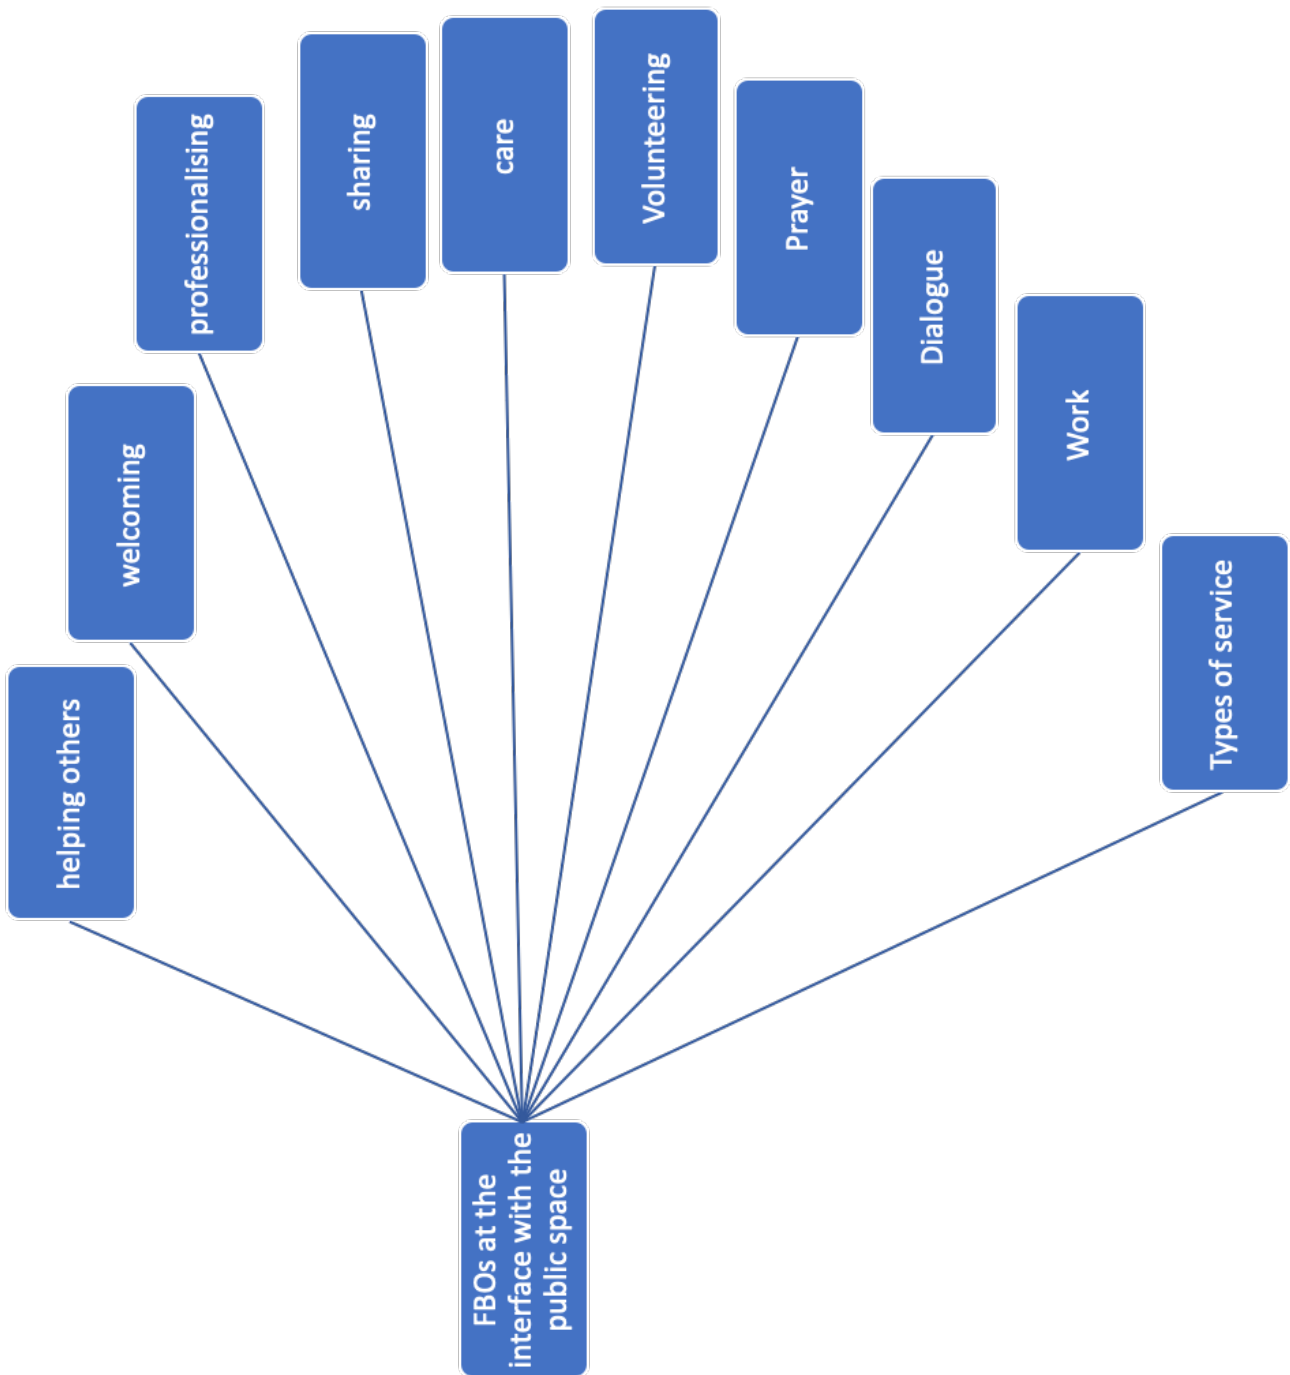 helping others
welcoming
professionalising
sharing
care
Volunteering
Prayer
Dialogue
Work
Types of service
FBOs at the
interface with the
public space